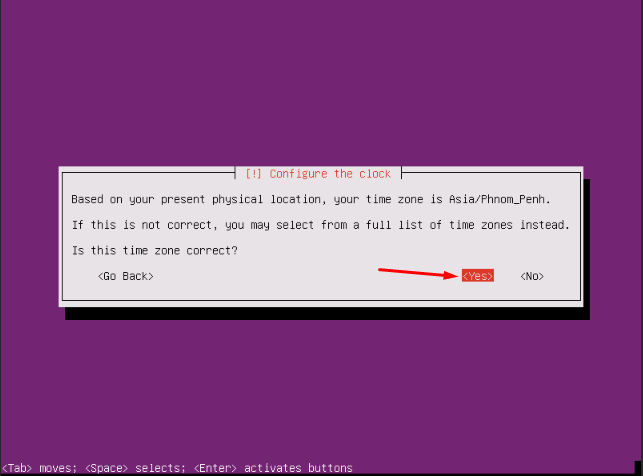 [!] Configure the clock
Based on your present physical location, your time zone is Asia/Phnom_Penh.
If this is not correct, you may select from a full list of time zones instead.
Is this time zone correct?
<Go Back> <Yes> <No>
<Tab> moves; <Space> selects; <Enter> activates buttons